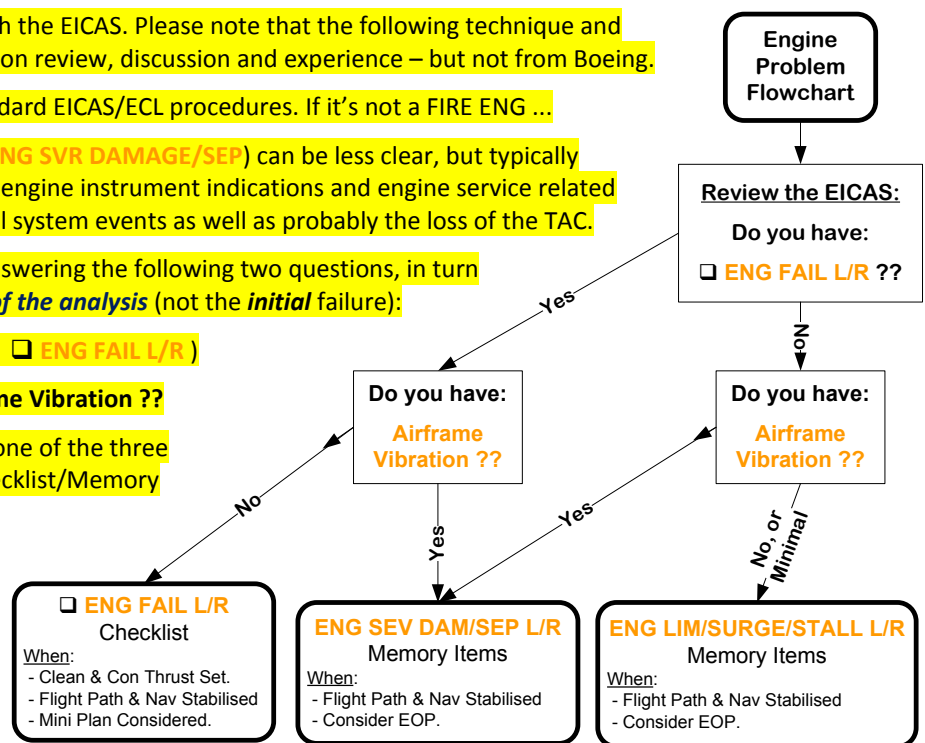 h the EICAS. Please note that the following technique and
on review, discussion and experience – but not from Boeing.
dard EICAS/ECL procedures. If it's not a FIRE ENG ...
NG SVR DAMAGE/SEP) can be less clear, but typically
engine instrument indications and engine service related
l system events as well as probably the loss of the TAC.
swering the following two questions, in turn
of the analysis (not the initial failure):
❑ ENG FAIL L/R )
ne Vibration ??
one of the three
cklist/Memory
Engine
Problem
Flowchart
Review the EICAS:
Do you have:
❑ ENG FAIL L/R ??
Yes
No
Do you have:
Airframe
Vibration ??
Do you have:
Airframe
Vibration ??
No
Yes
Yes
No, or
Minimal
❑ ENG FAIL L/R
Checklist
When:
- Clean & Con Thrust Set.
- Flight Path & Nav Stabilised
- Mini Plan Considered.
ENG SEV DAM/SEP L/R
Memory Items
When:
- Flight Path & Nav Stabilised
- Consider EOP.
ENG LIM/SURGE/STALL L/R
Memory Items
When:
- Flight Path & Nav Stabilised
- Consider EOP.